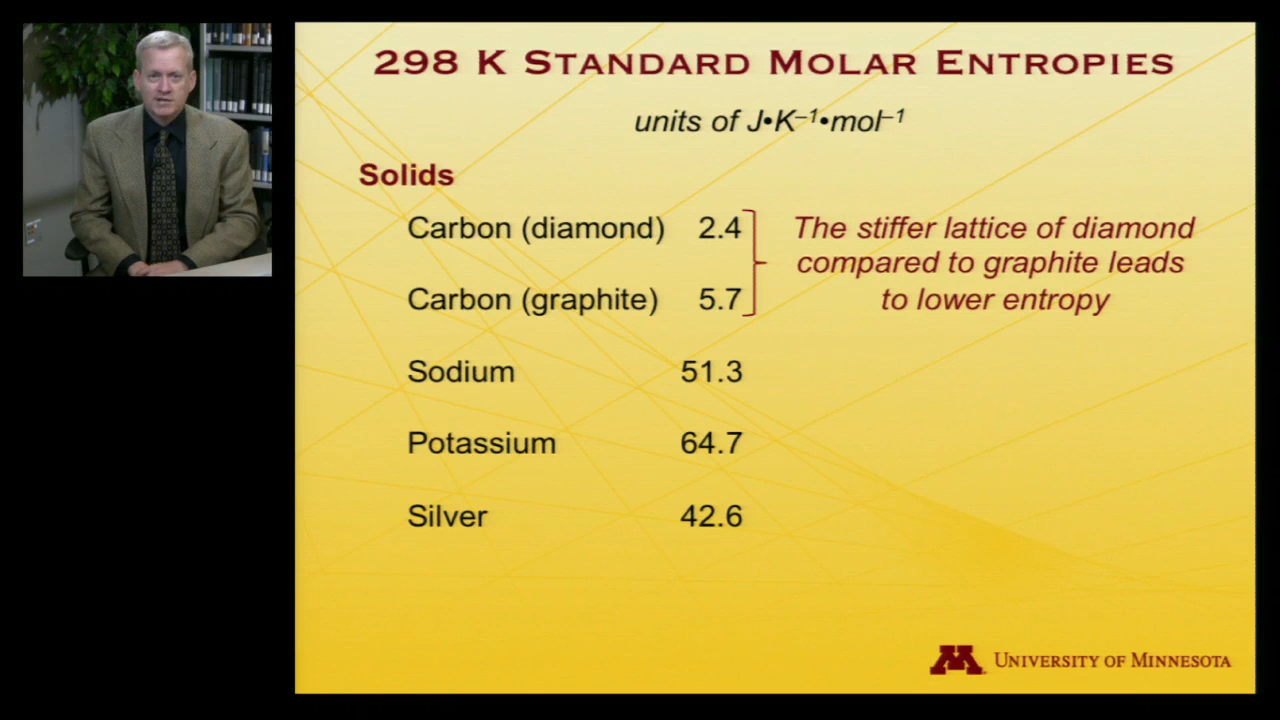 298 K STANDARD MOLAR ENTROPIES
units of J•K⁻¹•mol⁻¹
Solids
Carbon (diamond) 2.4
Carbon (graphite) 5.7
The stiffer lattice of diamond
compared to graphite leads
to lower entropy
Sodium 51.3
Potassium 64.7
Silver 42.6
M UNIVERSITY OF MINNESOTA